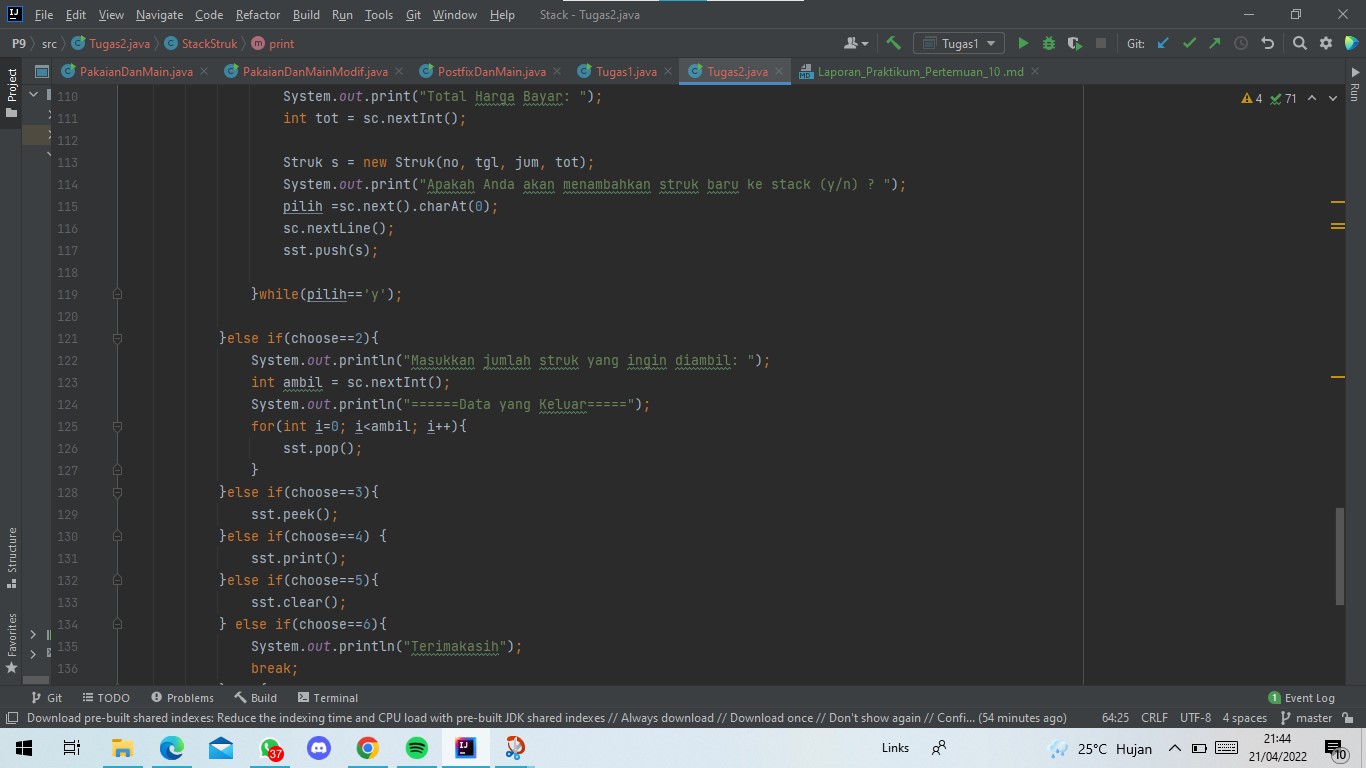 File Edit View Navigate Code Refactor Build Run Tools Git Window Help Stack - Tugas2.java
P9 src Tugas2.java StackStruk print Tugas1 Git:
PakaianDanMain.java PakaianDanMainModif.java PostfixDanMain.java Tugas1.java Tugas2.java Laporan_Praktikum_Pertemuan_10.md
Project
Structure
Favorites
Run
4 71
110 System.out.print("Total Harga Bayar: ");
111 int tot = sc.nextInt();
112
113 Struk s = new Struk(no, tgl, jum, tot);
114 System.out.print("Apakah Anda akan menambahkan struk baru ke stack (y/n) ? ");
115 pilih =sc.next().charAt(0);
116 sc.nextLine();
117 sst.push(s);
118
119 }while(pilih=='y');
120
121 }else if(choose==2){
122 System.out.println("Masukkan jumlah struk yang ingin diambil: ");
123 int ambil = sc.nextInt();
124 System.out.println("======Data yang Keluar=====");
125 for(int i=0; i<ambil; i++){
126 sst.pop();
127 }
128 }else if(choose==3){
129 sst.peek();
130 }else if(choose==4) {
131 sst.print();
132 }else if(choose==5){
133 sst.clear();
134 } else if(choose==6){
135 System.out.println("Terimakasih");
136 break;
Git TODO Problems Build Terminal 1 Event Log
Download pre-built shared indexes: Reduce the indexing time and CPU load with pre-built JDK shared indexes // Always download // Download once // Don't show again // Confi... (54 minutes ago) 64:25 CRLF UTF-8 4 spaces master
37 Links 25°C Hujan 21:44
21/04/2022 10